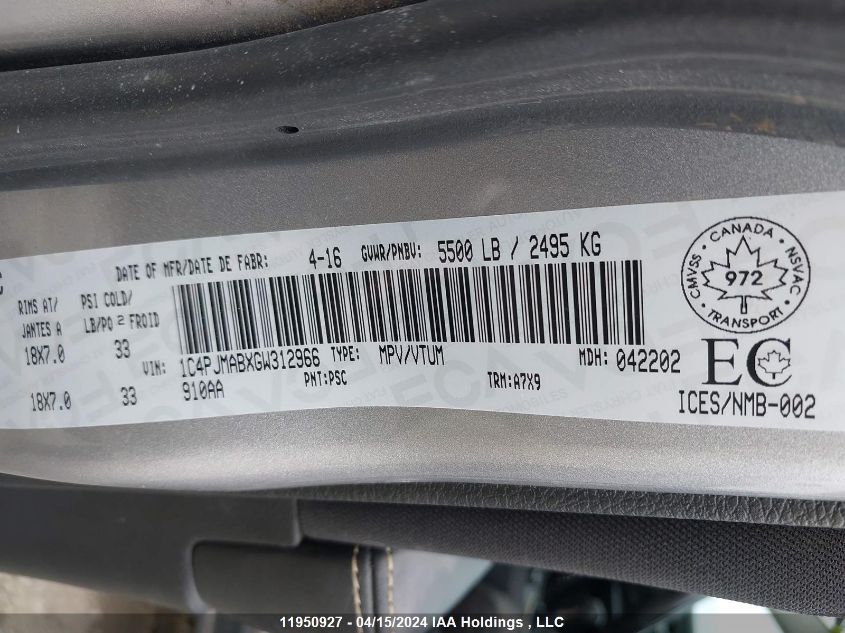 DATE OF MFR/DATE DE FABR: 4-16 GVWR/PNBV: 5500 LB / 2495 KG
RIMS AT/ PSI COLD/
JANTES A LB/PO2 FROID
18X7.0 33
VIN: 1C4PJMABXGW312966 TYPE: MPV/VTUM MDH: 042202
PNT:PSC TRM:A7X9
18X7.0 33 910AA
CANADA
CMVSS NSVAC
972
TRANSPORT
EC
ICES/NMB-002
11950927 - 04/15/2024 IAA Holdings , LLC